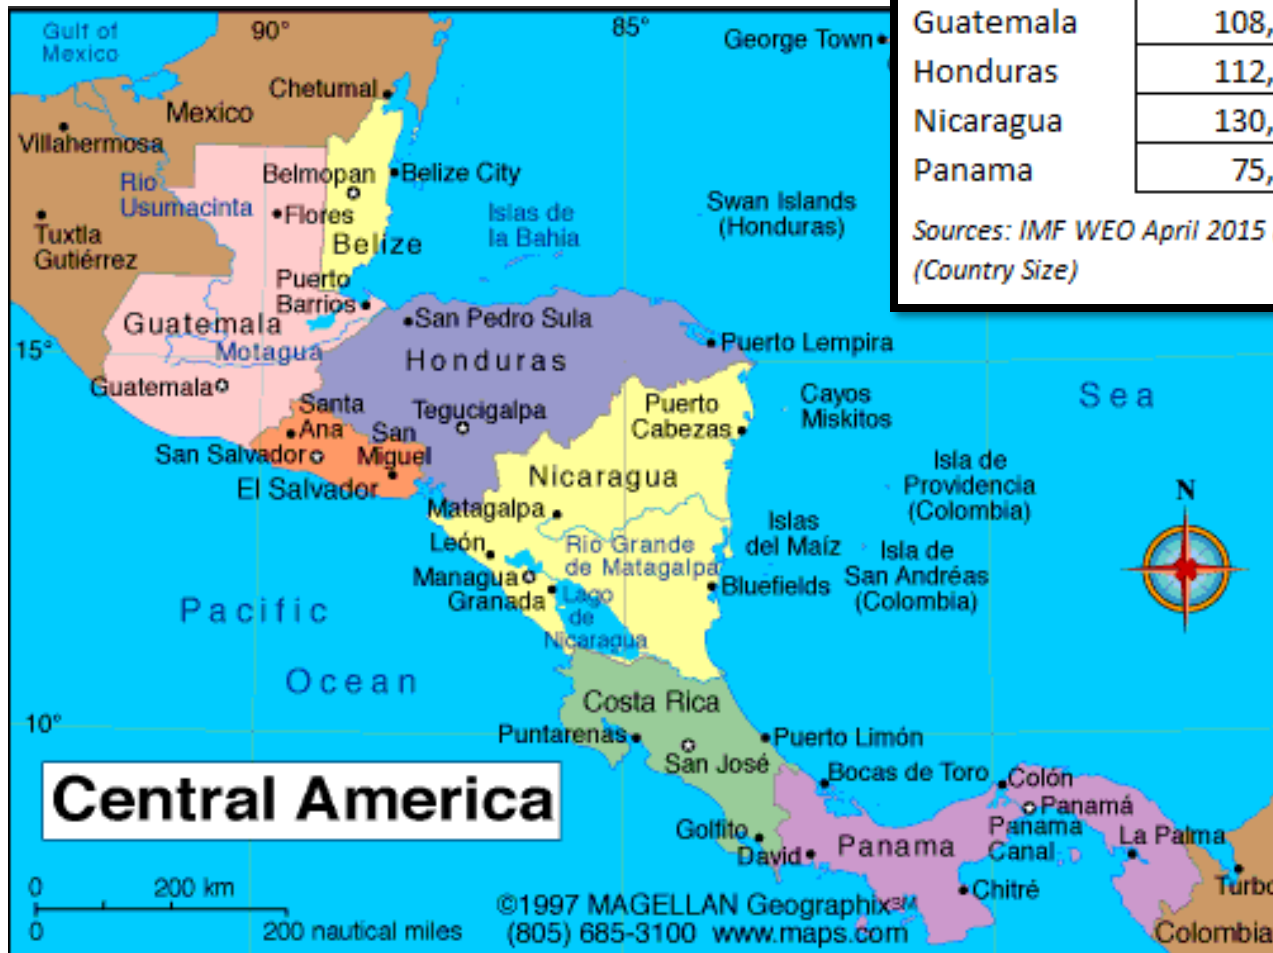 Gulf of
Mexico
90°
85°
George Town
Guatemala 108,
Honduras 112,
Nicaragua 130,
Panama 75,
Sources: IMF WEO April 2015
(Country Size)
Chetumal
Mexico
Villahermosa
Belmopan
Belize City
Rio
Usumacinta
Flores
Islas de
la Bahia
Swan Islands
(Honduras)
Tuxtla
Gutiérrez
Belize
Puerto
Barrios
Guatemala
San Pedro Sula
15°
Motagua
Honduras
Puerto Lempira
Guatemala
Santa
Ana
Tegucigalpa
Puerto
Cabezas
Cayos
Miskitos
Sea
San Salvador
San
Miguel
El Salvador
Nicaragua
Isla de
Providencia
(Colombia)
N
Matagalpa
León
Rio Grande
de Matagalpa
Islas
del Maíz
Isla de
San Andréas
(Colombia)
Managua
Granada
Lago
de
Nicaragua
Bluefields
Pacific
Ocean
Costa Rica
10°
Puntarenas
San José
Puerto Limón
Bocas de Toro
Colón
Panamá
Panama
Canal
La Palma
Central America
Golfito
David
Panama
Chitré
Turbo
Colombia
0 200 km
0 200 nautical miles
©1997 MAGELLAN Geographix℠
(805) 685-3100 www.maps.com